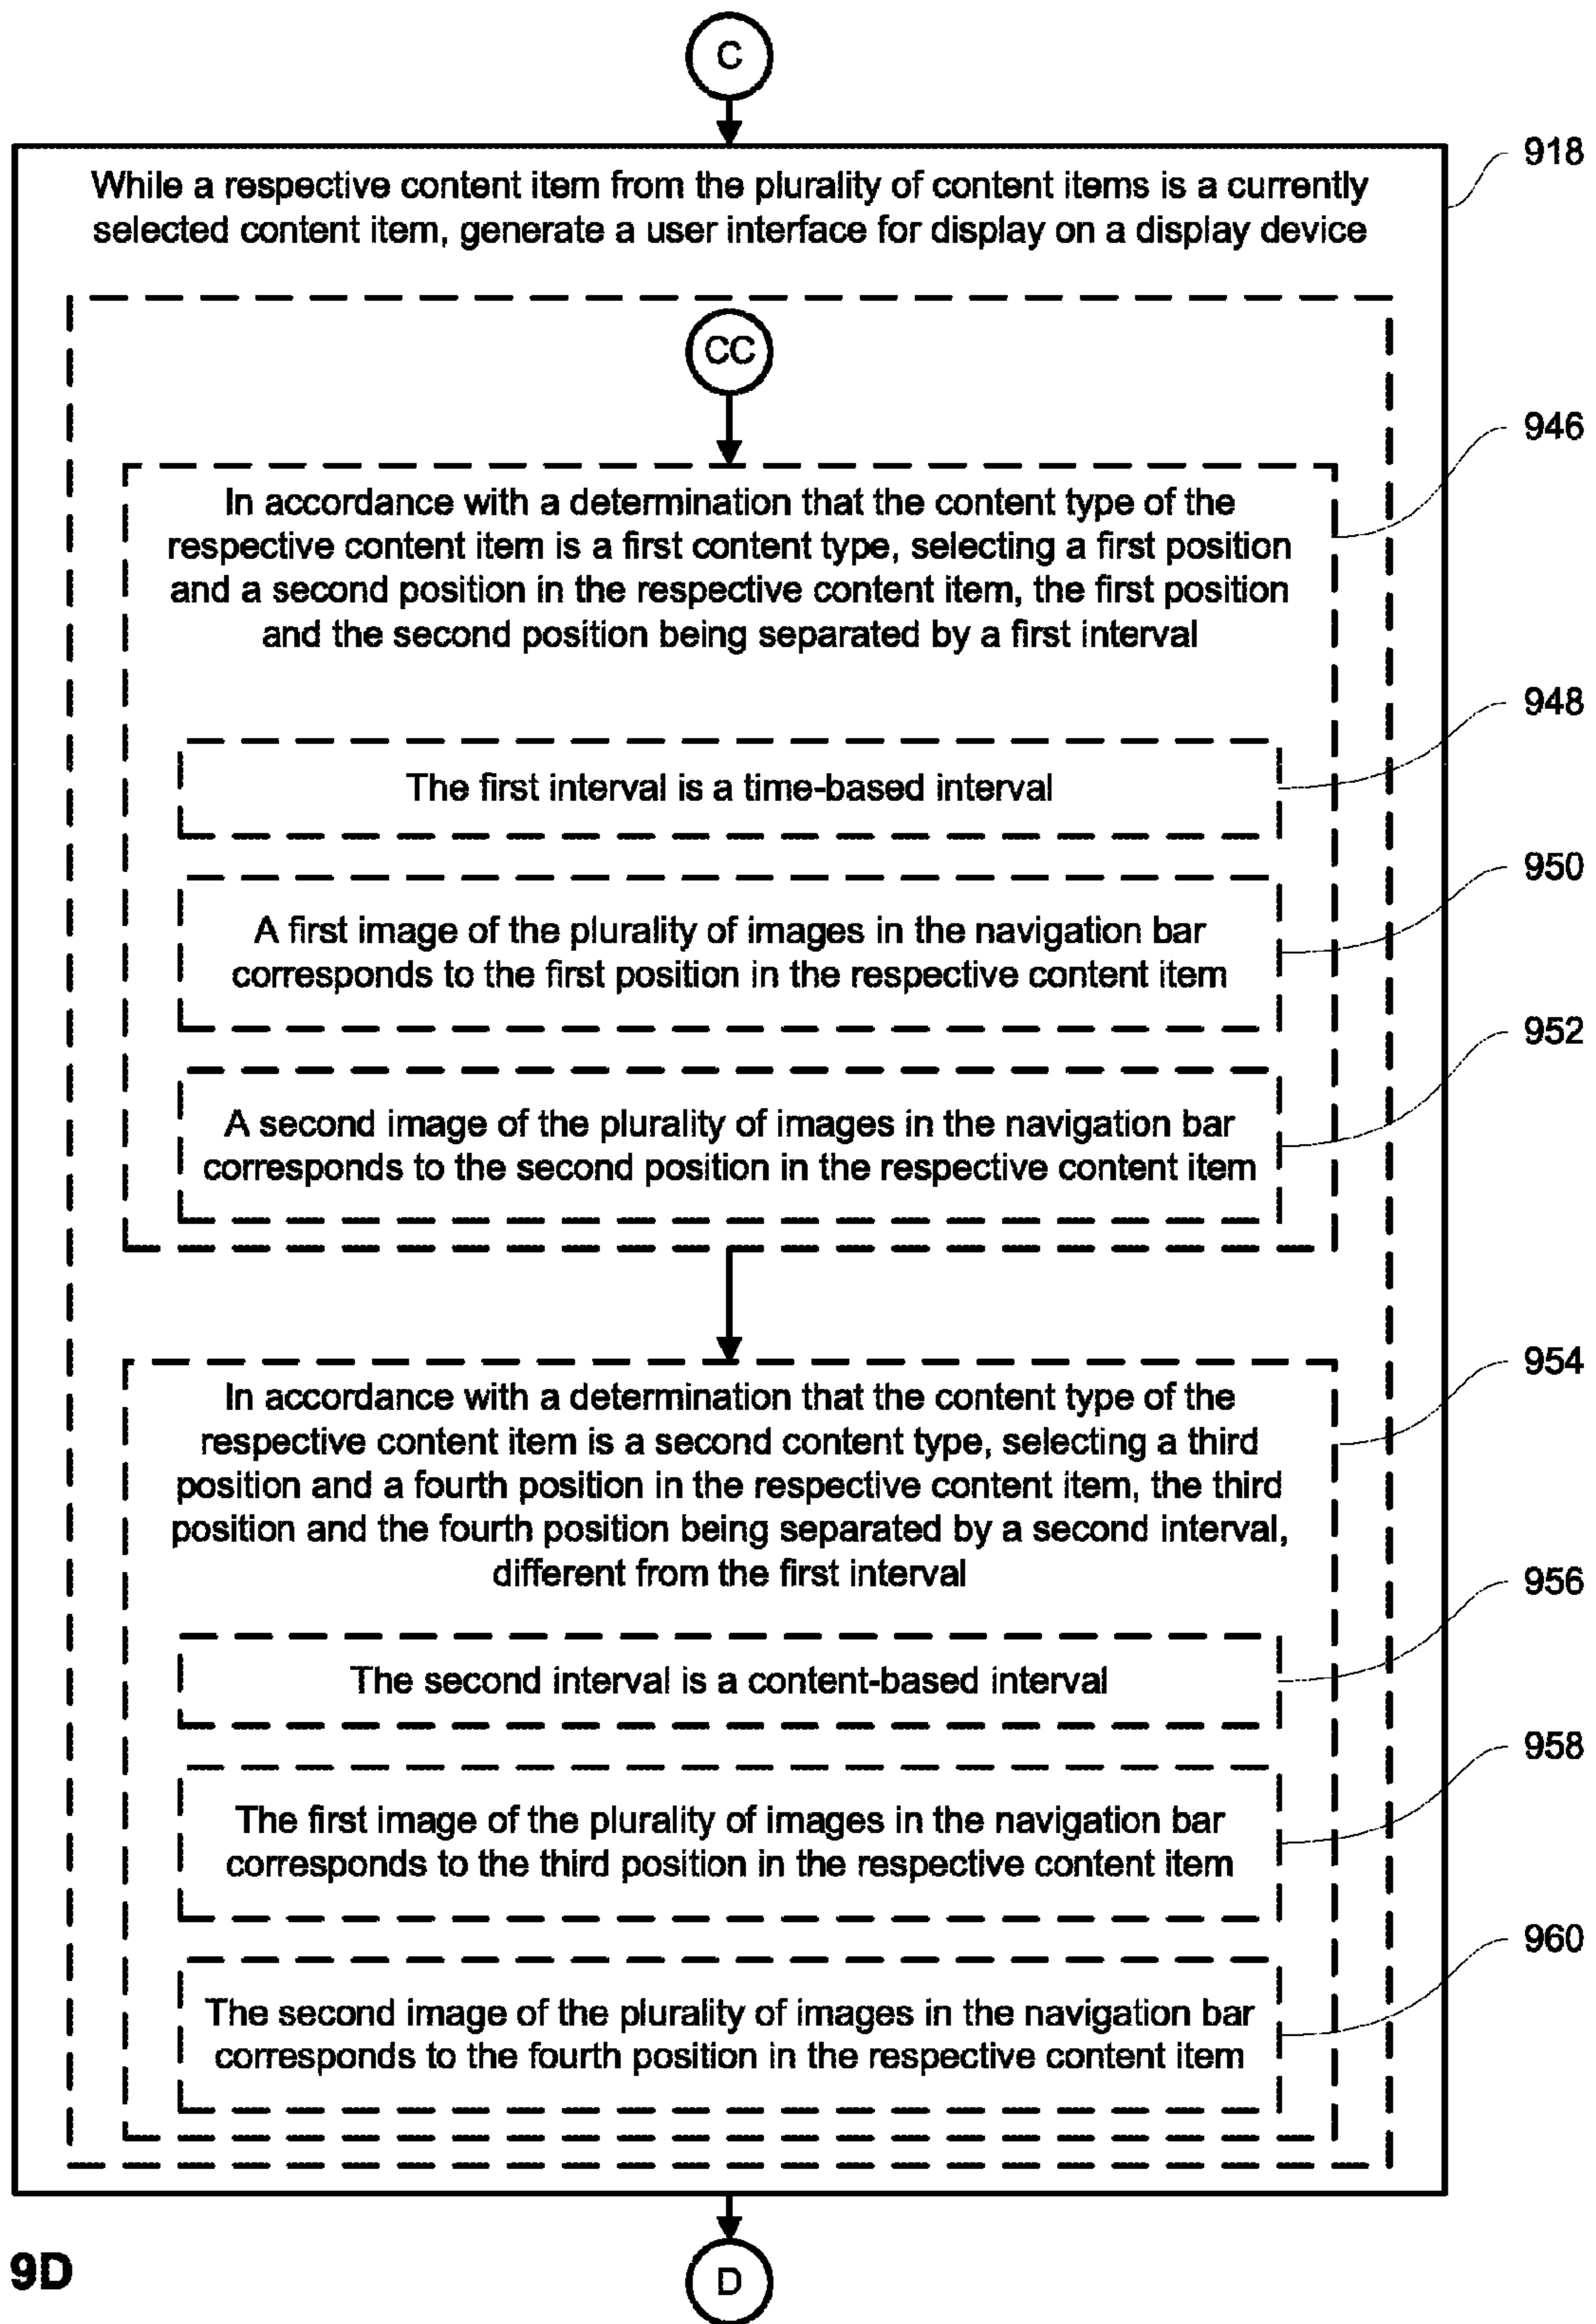 C
918
While a respective content item from the plurality of content items is a currently
selected content item, generate a user interface for display on a display device
CC
946
In accordance with a determination that the content type of the
respective content item is a first content type, selecting a first position
and a second position in the respective content item, the first position
and the second position being separated by a first interval
948
The first interval is a time-based interval
950
A first image of the plurality of images in the navigation bar
corresponds to the first position in the respective content item
952
A second image of the plurality of images in the navigation bar
corresponds to the second position in the respective content item
954
In accordance with a determination that the content type of the
respective content item is a second content type, selecting a third
position and a fourth position in the respective content item, the third
position and the fourth position being separated by a second interval,
different from the first interval
956
The second interval is a content-based interval
958
The first image of the plurality of images in the navigation bar
corresponds to the third position in the respective content item
960
The second image of the plurality of images in the navigation bar
corresponds to the fourth position in the respective content item
9D
D